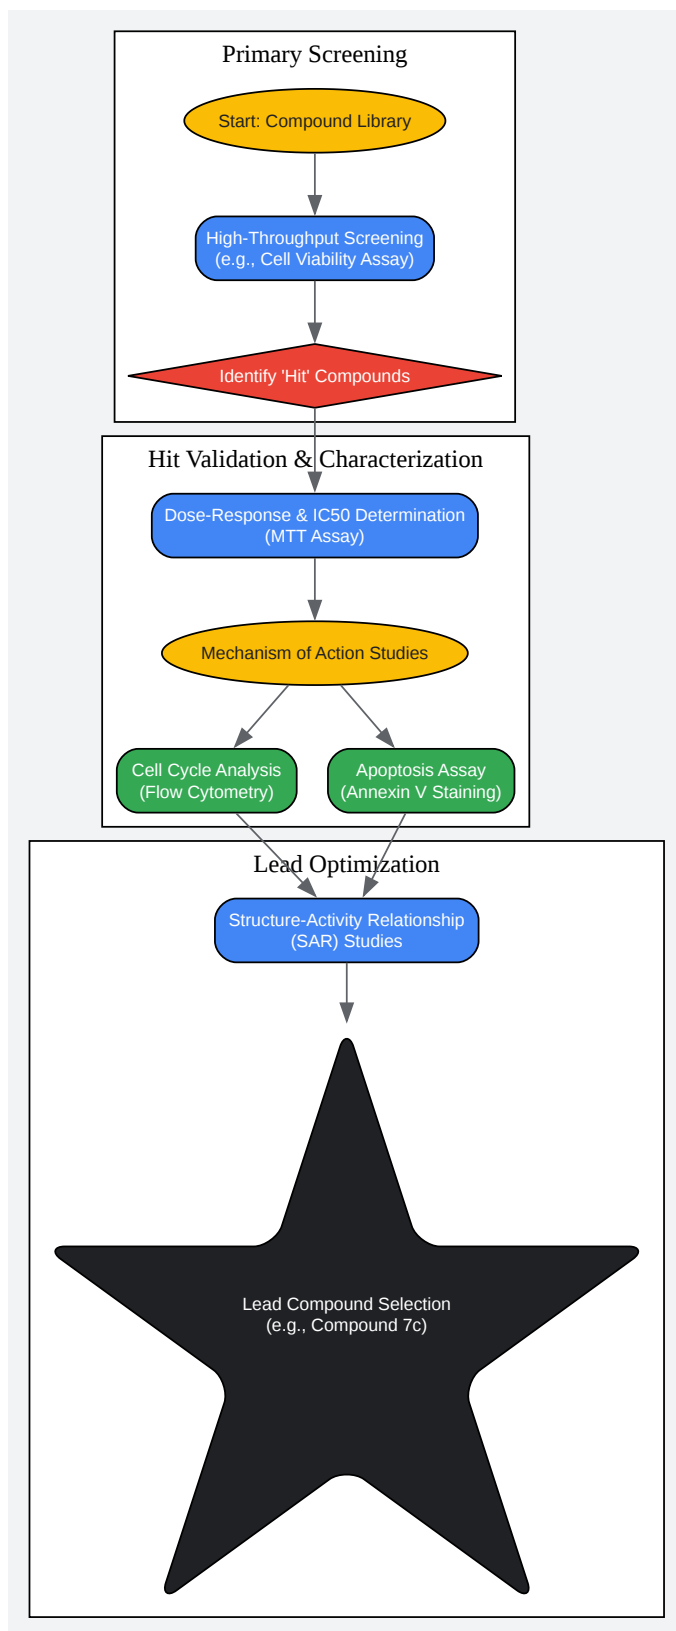 Primary Screening
Start: Compound Library
High-Throughput Screening
(e.g., Cell Viability Assay)
Identify 'Hit' Compounds
Hit Validation & Characterization
Dose-Response & IC50 Determination
(MTT Assay)
Mechanism of Action Studies
Cell Cycle Analysis
(Flow Cytometry)
Apoptosis Assay
(Annexin V Staining)
Lead Optimization
Structure-Activity Relationship
(SAR) Studies
Lead Compound Selection
(e.g., Compound 7c)